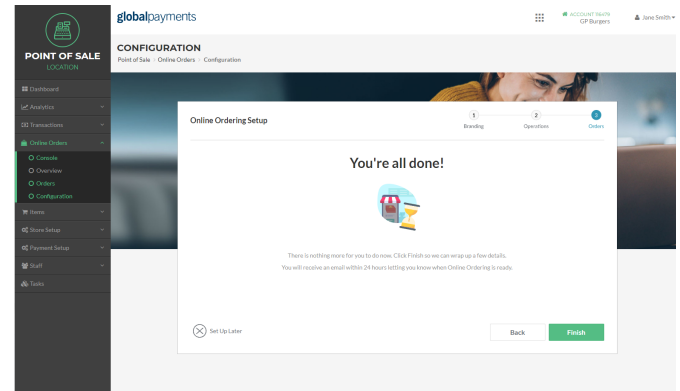 globalpayments
ACCOUNT 116479
GP Burgers
Jane Smith
POINT OF SALE
LOCATION
CONFIGURATION
Point of Sale > Online Orders > Configuration
Dashboard
Analytics
Transactions
Online Orders
Console
Overview
Orders
Configuration
Items
Store Setup
Payment Setup
Staff
Tasks
Online Ordering Setup
1
2
3
Branding
Operations
Orders
You're all done!
There is nothing more for you to do now. Click Finish so we can wrap up a few details.
You will receive an email within 24 hours letting you know when Online Ordering is ready.
Set Up Later
Back
Finish